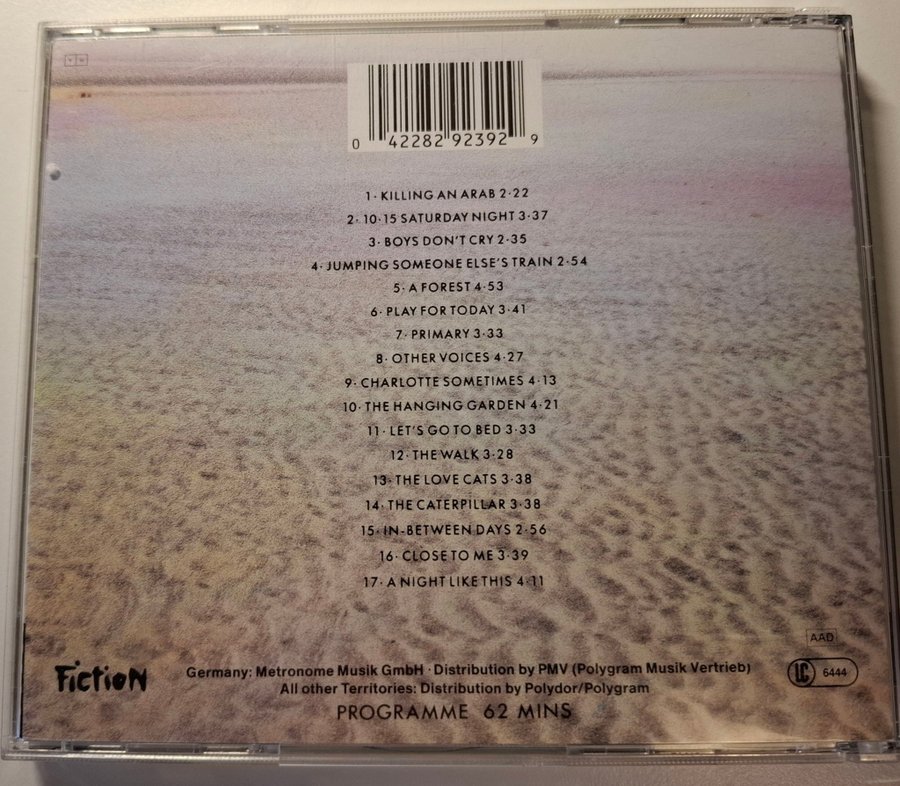 0 42282 92392 9
1· KILLING AN ARAB 2·22
2· 10·15 SATURDAY NIGHT 3·37
3· BOYS DON'T CRY 2·35
4· JUMPING SOMEONE ELSE'S TRAIN 2·54
5· A FOREST 4·53
6· PLAY FOR TODAY 3·41
7· PRIMARY 3·33
8· OTHER VOICES 4·27
9· CHARLOTTE SOMETIMES 4·13
10· THE HANGING GARDEN 4·21
11· LET'S GO TO BED 3·33
12· THE WALK 3·28
13· THE LOVE CATS 3·38
14· THE CATERPILLAR 3·38
15· IN-BETWEEN DAYS 2·56
16· CLOSE TO ME 3·39
17· A NIGHT LIKE THIS 4·11
AAD
Fiction
Germany: Metronome Musik GmbH · Distribution by PMV (Polygram Musik Vertrieb)
LC 6444
All other Territories: Distribution by Polydor/Polygram
PROGRAMME 62 MINS